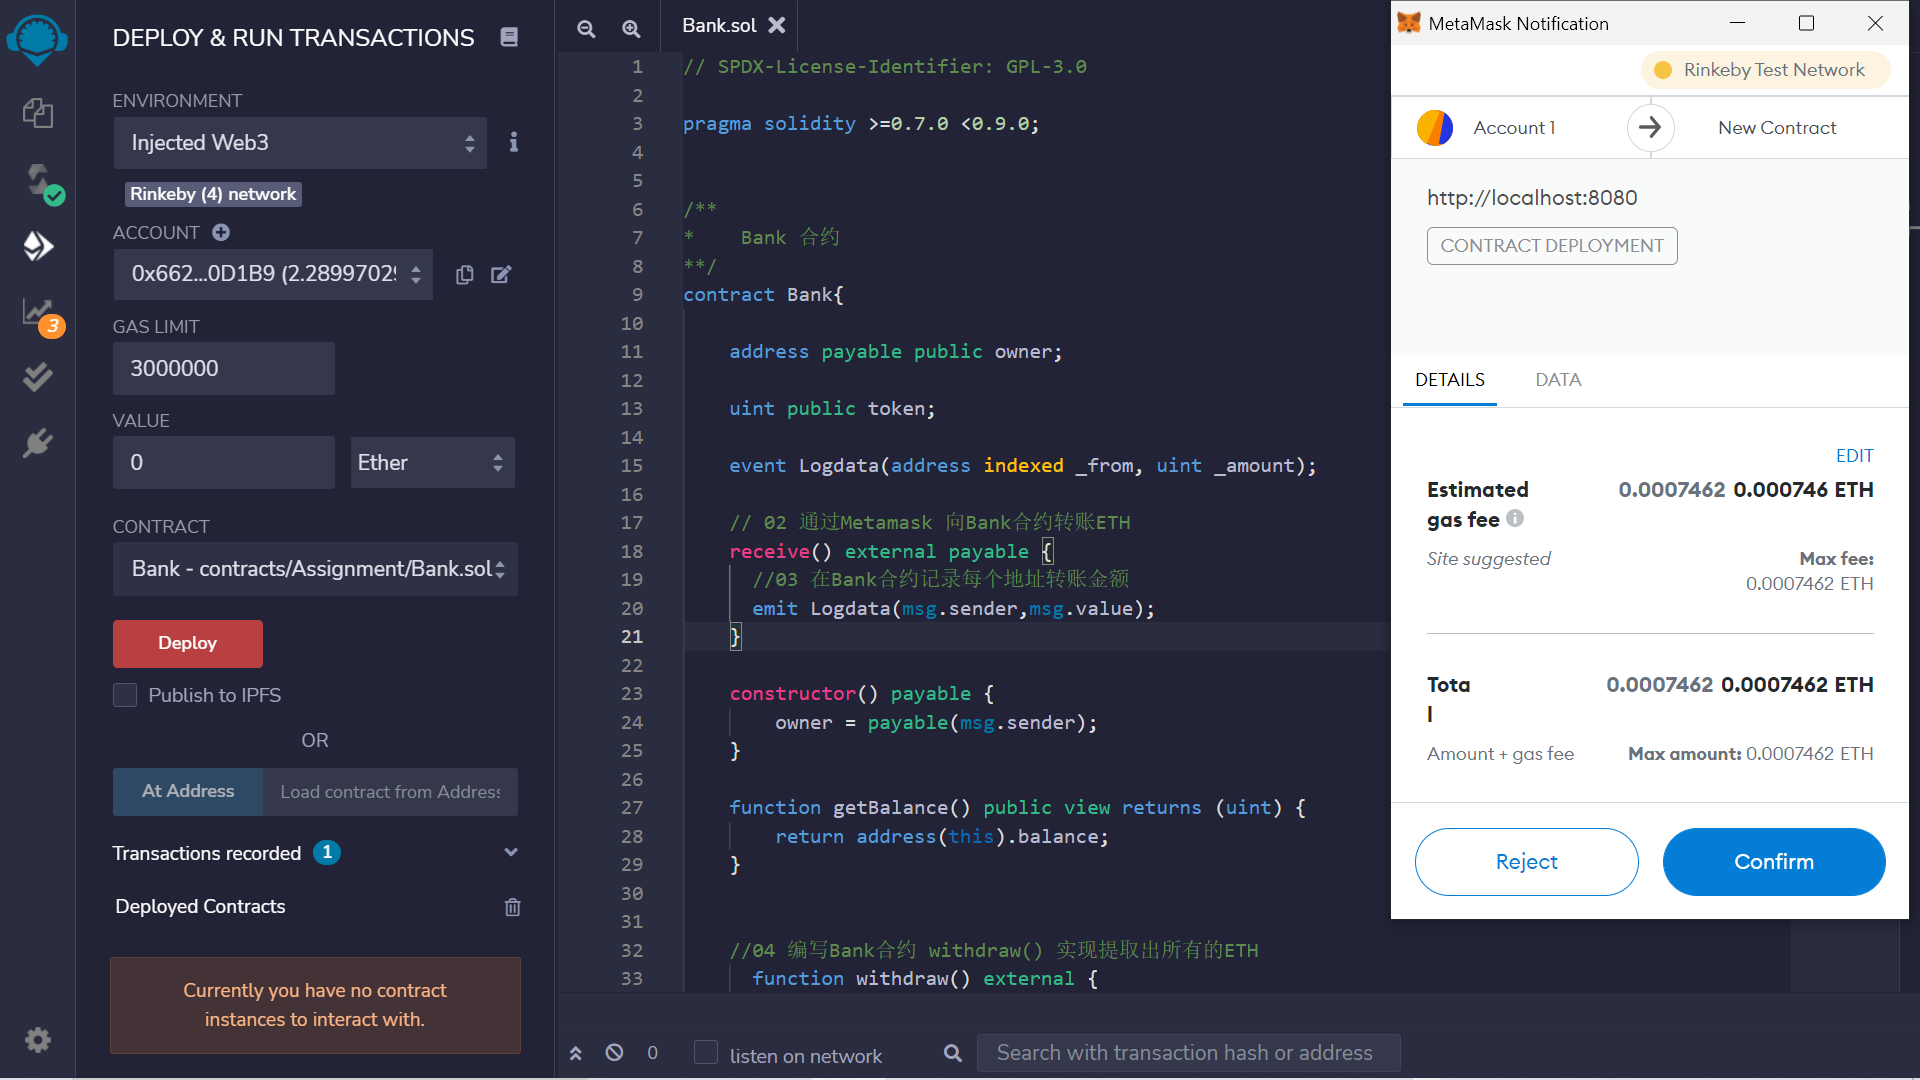 DEPLOY & RUN TRANSACTIONS
ENVIRONMENT
Injected Web3
Rinkeby (4) network
ACCOUNT
0x662...0D1B9 (2.28997029
GAS LIMIT
3000000
VALUE
0
Ether
CONTRACT
Bank - contracts/Assignment/Bank.sol
Deploy
Publish to IPFS
OR
At Address
Load contract from Address
Transactions recorded 1
Deployed Contracts
Currently you have no contract
instances to interact with.
3
Bank.sol
1 // SPDX-License-Identifier: GPL-3.0
2
3 pragma solidity >=0.7.0 <0.9.0;
4
5
6 /**
7 *    Bank 合约
8 **/
9 contract Bank{
10
11     address payable public owner;
12
13     uint public token;
14
15     event Logdata(address indexed _from, uint _amount);
16
17     // 02 通过Metamask 向Bank合约转账ETH
18     receive() external payable {
19       //03 在Bank合约记录每个地址转账金额
20       emit Logdata(msg.sender,msg.value);
21     }
22
23     constructor() payable {
24         owner = payable(msg.sender);
25     }
26
27     function getBalance() public view returns (uint) {
28         return address(this).balance;
29     }
30
31
32     //04 编写Bank合约 withdraw() 实现提取出所有的ETH
33       function withdraw() external {
0
listen on network
Search with transaction hash or address
MetaMask Notification
Rinkeby Test Network
Account 1
New Contract
http://localhost:8080
CONTRACT DEPLOYMENT
DETAILS
DATA
EDIT
Estimated
gas fee
0.0007462 0.000746 ETH
Site suggested
Max fee:
0.0007462 ETH
Tota
l
0.0007462 0.0007462 ETH
Amount + gas fee
Max amount: 0.0007462 ETH
Reject
Confirm